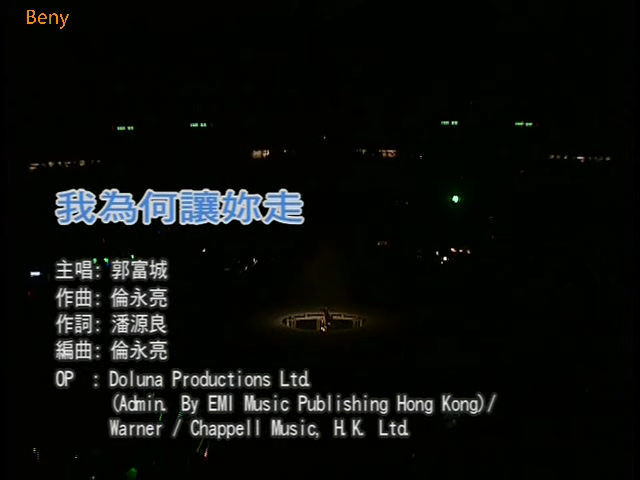 Beny
我為何讓妳走
主唱: 郭富城
作曲: 倫永亮
作詞: 潘源良
編曲: 倫永亮
OP : Doluna Productions Ltd.
(Admin. By EMI Music Publishing Hong Kong)/
Warner / Chappell Music, H.K. Ltd.